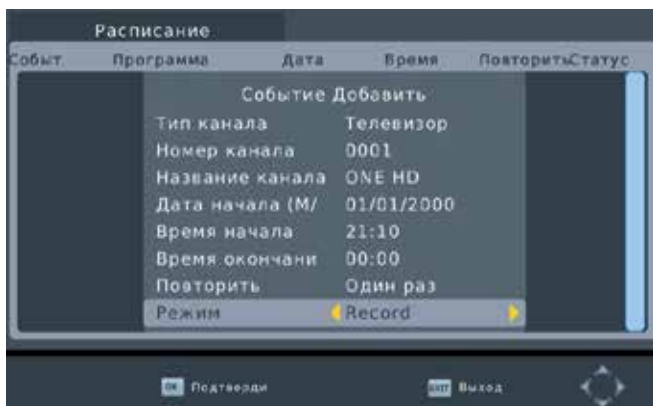 Расписание
Событ Программа Дата Время ПовторитьСтатус
Событие Добавить
Тип канала Телевизор
Номер канала 0001
Название канала ONE HD
Дата начала (М/ 01/01/2000
Время начала 21:10
Время окончани 00:00
Повторить Один раз
Режим Record
OK Подтверди EXIT Выход